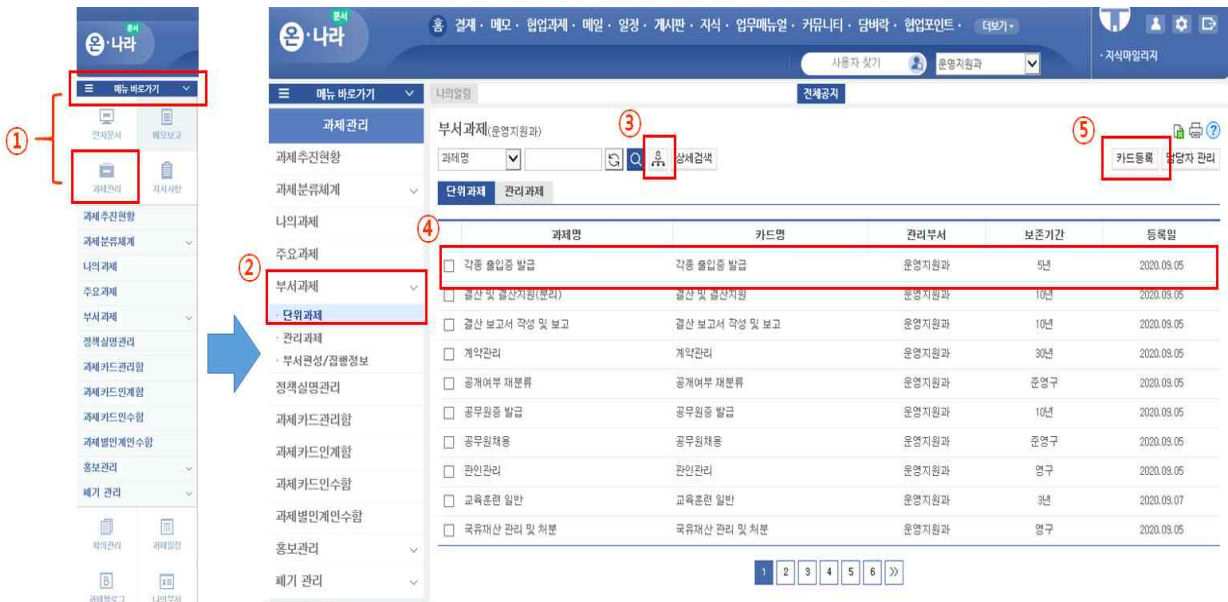 문서
온·나라
메뉴 바로가기
①
전자문서 메모보고
과제관리 지시사항
과제추진현황
과제분류체계
나의과제
주요과제
부서과제
정책실명관리
과제카드관리함
과제카드인계함
과제카드인수함
과제별인계인수함
홍보관리
폐기 관리
회의관리 과제일정
과제블로그 나의부서
문서
온·나라
홈 결재· 메모· 협업과제· 메일· 일정· 게시판· 지식· 업무매뉴얼· 커뮤니티· 담벼락· 협업포인트· 더보기·
사용자 찾기 운영지원과
·지식마일리지
메뉴 바로가기
나의알림 전체공지
과제관리
과제추진현황
과제분류체계
나의과제
주요과제
②
부서과제
· 단위과제
· 관리과제
· 부서편성/집행정보
정책실명관리
과제카드관리함
과제카드인계함
과제카드인수함
과제별인계인수함
홍보관리
폐기 관리
부서과제(운영지원과)
③
⑤
과제명 상세검색 카드등록 담당자 관리
단위과제 관리과제
④
과제명 카드명 관리부서 보존기간 등록일
각종 출입증 발급 각종 출입증 발급 운영지원과 5년 2020.09.05
결산 및 결산지원(분리) 결산 및 결산지원 운영지원과 10년 2020.09.05
결산 보고서 작성 및 보고 결산 보고서 작성 및 보고 운영지원과 10년 2020.09.05
계약관리 계약관리 운영지원과 30년 2020.09.05
공개여부 재분류 공개여부 재분류 운영지원과 준영구 2020.09.05
공무원증 발급 공무원증 발급 운영지원과 10년 2020.09.05
공무원채용 공무원채용 운영지원과 준영구 2020.09.05
관인관리 관인관리 운영지원과 영구 2020.09.05
교육훈련 일반 교육훈련 일반 운영지원과 3년 2020.09.07
국유재산 관리 및 처분 국유재산 관리 및 처분 운영지원과 영구 2020.09.05
1 2 3 4 5 6 »